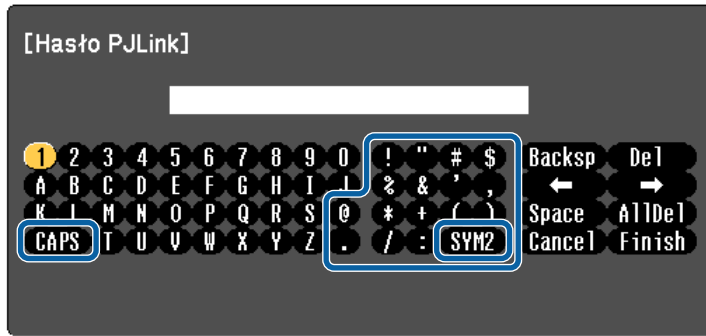 [Hasło PJLink]
1 2 3 4 5 6 7 8 9 0 ! " # $ Backsp Del
A B C D E F G H I J % & ' , ← →
K L M N O P Q R S @ * + ( ) Space AllDel
CAPS T U V W X Y Z . / : SYM2 Cancel Finish